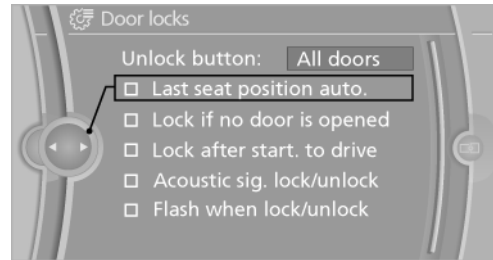 Door locks
Unlock button: All doors
Last seat position auto.
Lock if no door is opened
Lock after start. to drive
Acoustic sig. lock/unlock
Flash when lock/unlock